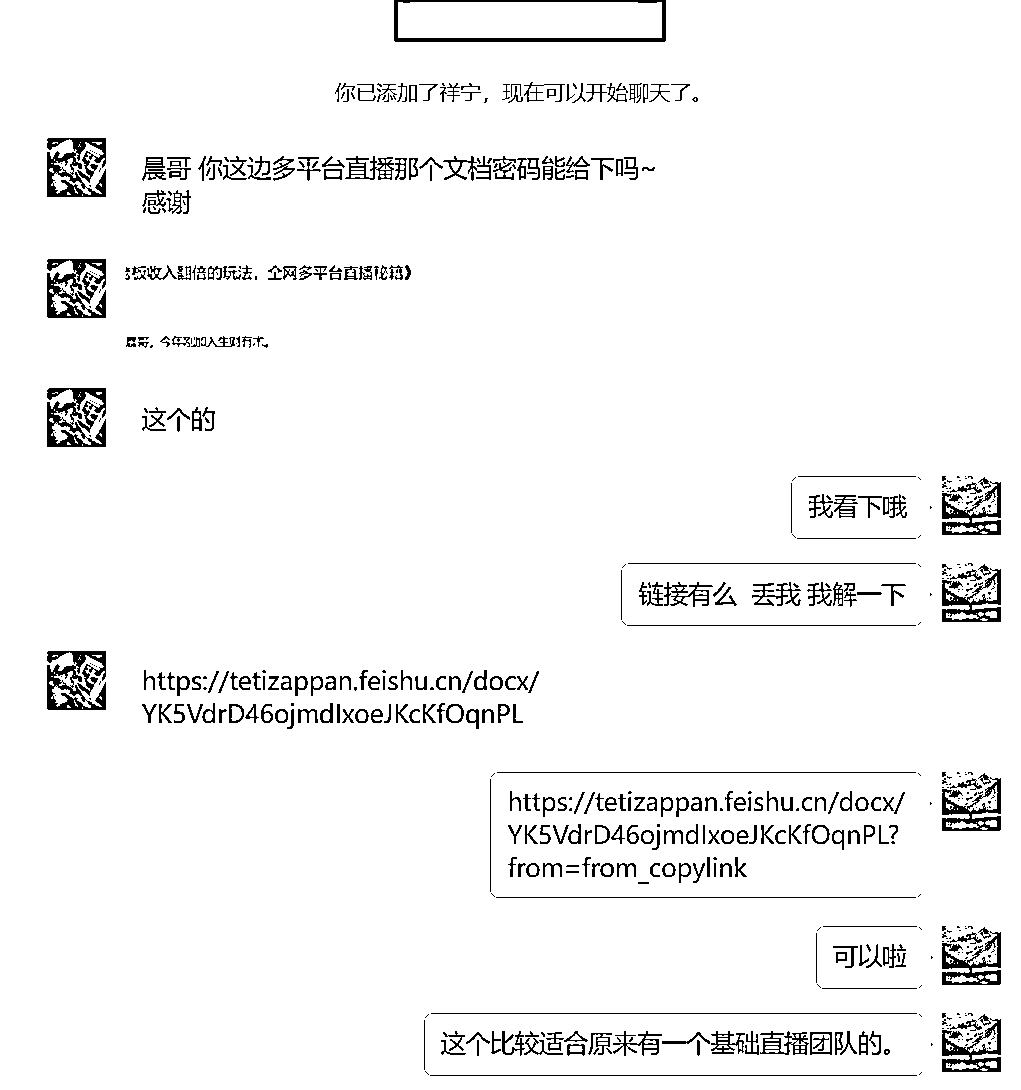 你已添加了祥宁，现在可以开始聊天了。
晨哥 你这边多平台直播那个文档密码能给下吗~
感谢
板收入翻倍的玩法，全网多平台直播秘籍》
晨哥，今年刚加入生财有术。
这个的
我看下哦
链接有么 丢我 我解一下
https://tetizappan.feishu.cn/docx/
YK5VdrD46ojmdIxoeJKcKfOqnPL
https://tetizappan.feishu.cn/docx/
YK5VdrD46ojmdIxoeJKcKfOqnPL?
from=from_copylink
可以啦
这个比较适合原来有一个基础直播团队的。